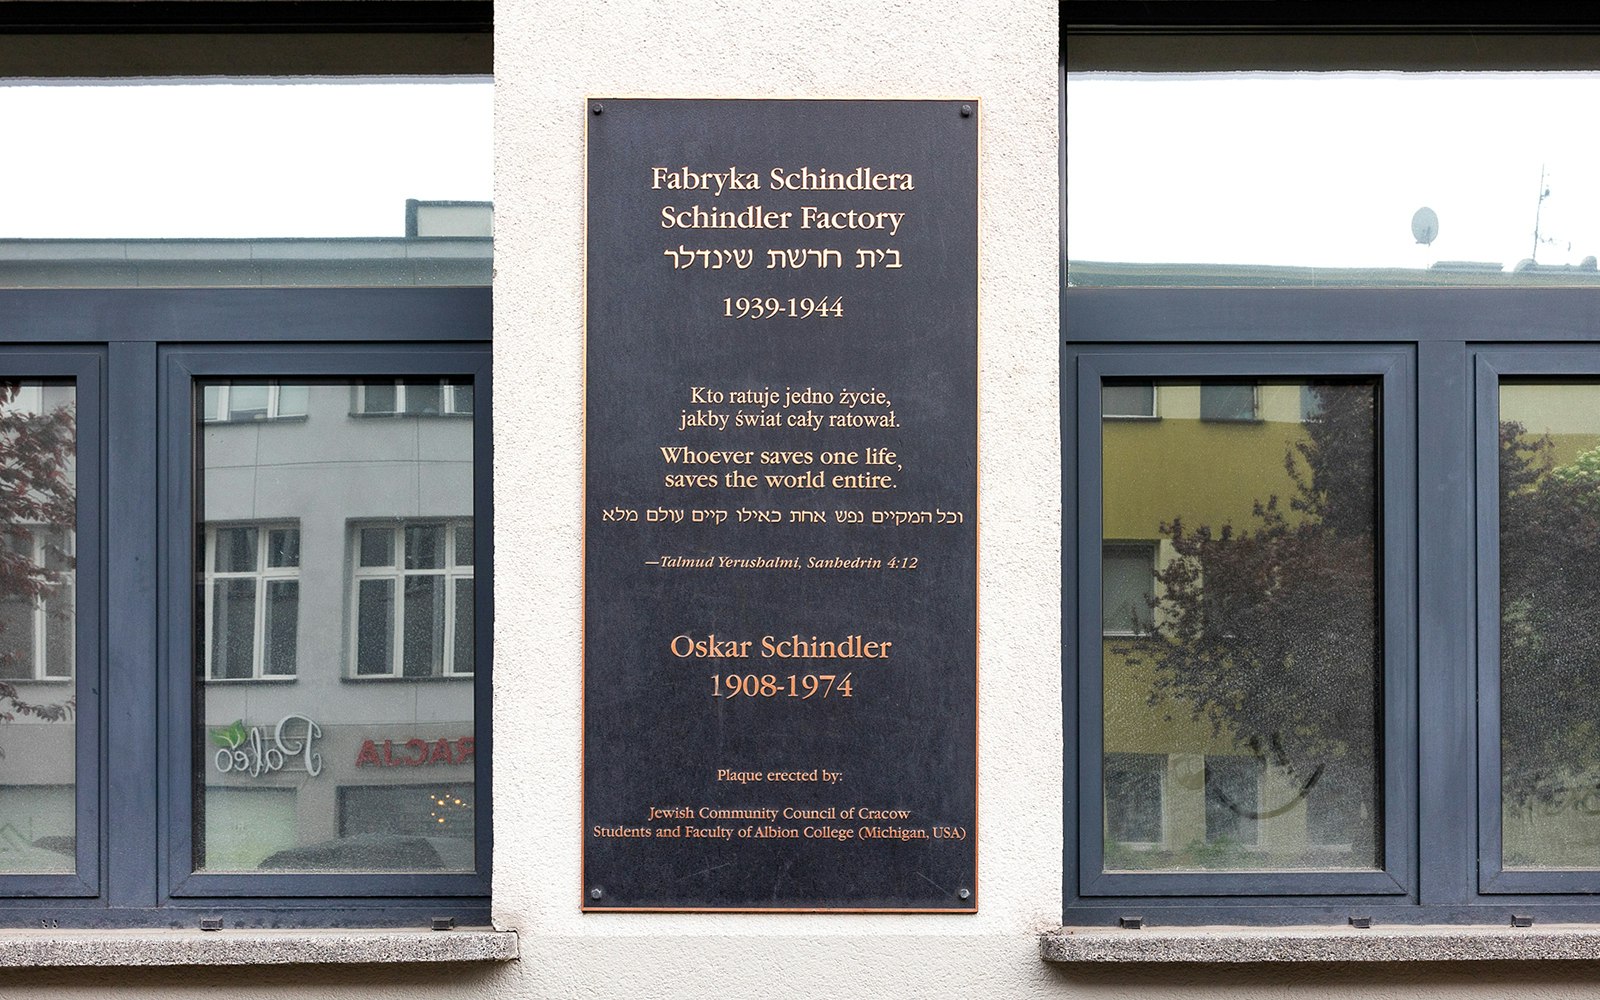 Fabryka Schindlera
Schindler Factory
בית חרשת שינדלר
1939-1944
Kto ratuje jedno życie,
jakby świat cały ratował.
Whoever saves one life,
saves the world entire.
וכל המקיים נפש אחת כאילו קיים עולם מלא
—Talmud Yerushalmi, Sanhedrin 4:12
Oskar Schindler
1908-1974
Plaque erected by:
Jewish Community Council of Cracow
Students and Faculty of Albion College (Michigan, USA)
Paleo